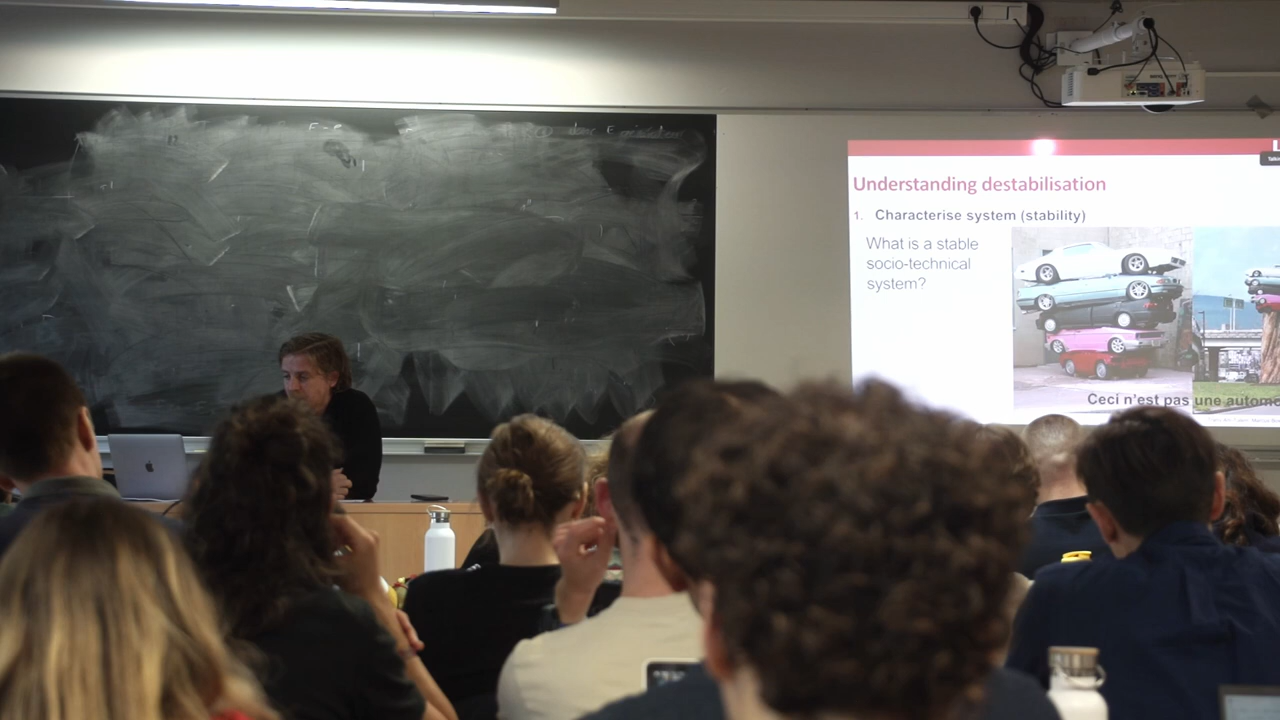 Understanding destabilisation
1. Characterise system (stability)
What is a stable
socio-technical
system?
Ceci n'est pas une automo